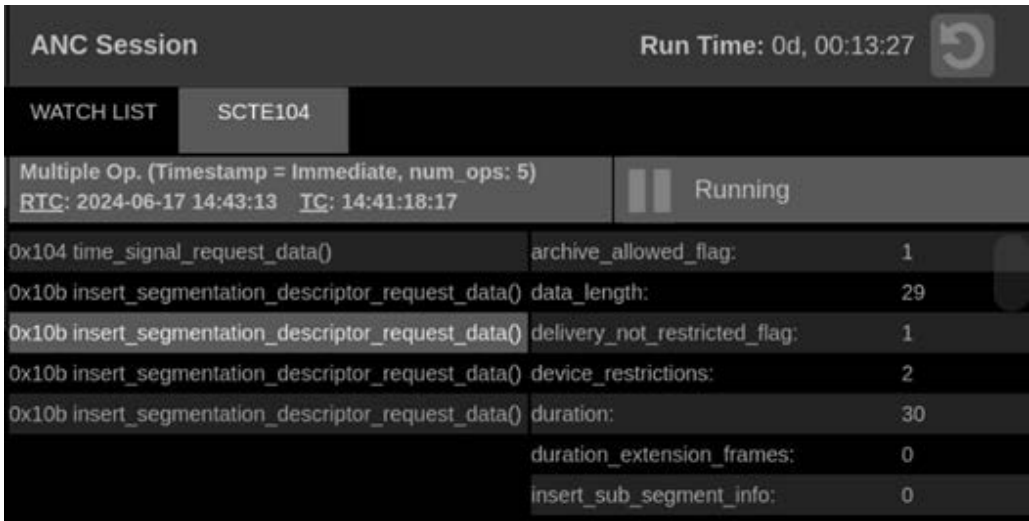 ANC Session Run Time: 0d, 00:13:27
WATCH LIST SCTE104
Multiple Op. (Timestamp = Immediate, num_ops: 5)
RTC: 2024-06-17 14:43:13 TC: 14:41:18:17
Running
0x104 time_signal_request_data() archive_allowed_flag: 1
0x10b insert_segmentation_descriptor_request_data() data_length: 29
0x10b insert_segmentation_descriptor_request_data() delivery_not_restricted_flag: 1
0x10b insert_segmentation_descriptor_request_data() device_restrictions: 2
0x10b insert_segmentation_descriptor_request_data() duration: 30
duration_extension_frames: 0
insert_sub_segment_info: 0